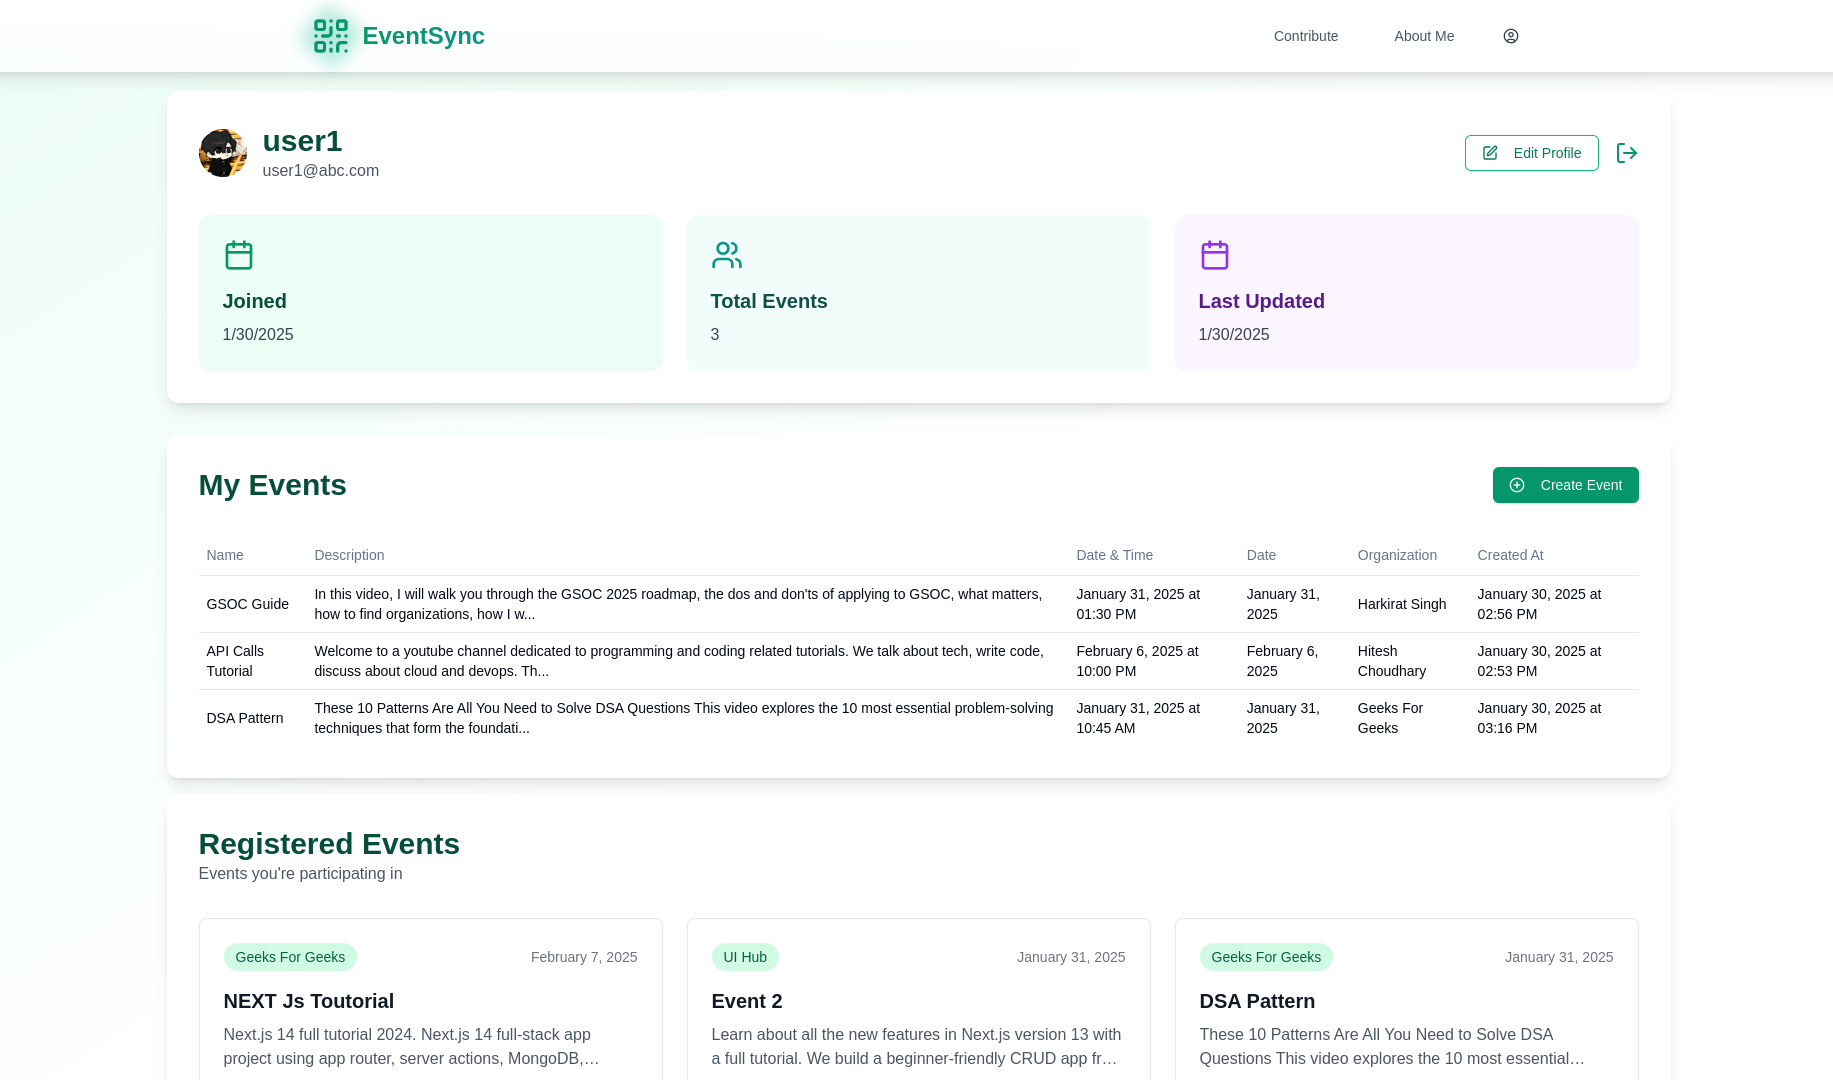 EventSync
Contribute
About Me
user1
user1@abc.com
Edit Profile
Joined
1/30/2025
Total Events
3
Last Updated
1/30/2025
My Events
Create Event
Name
Description
Date & Time
Date
Organization
Created At
GSOC Guide
In this video, I will walk you through the GSOC 2025 roadmap, the dos and don'ts of applying to GSOC, what matters,
how to find organizations, how I w...
January 31, 2025 at
01:30 PM
January 31,
2025
Harkirat Singh
January 30, 2025 at
02:56 PM
API Calls
Tutorial
Welcome to a youtube channel dedicated to programming and coding related tutorials. We talk about tech, write code,
discuss about cloud and devops. Th...
February 6, 2025 at
10:00 PM
February 6,
2025
Hitesh
Choudhary
January 30, 2025 at
02:53 PM
DSA Pattern
These 10 Patterns Are All You Need to Solve DSA Questions This video explores the 10 most essential problem-solving
techniques that form the foundati...
January 31, 2025 at
10:45 AM
January 31,
2025
Geeks For
Geeks
January 30, 2025 at
03:16 PM
Registered Events
Events you're participating in
Geeks For Geeks
February 7, 2025
NEXT Js Toutorial
Next.js 14 full tutorial 2024. Next.js 14 full-stack app
project using app router, server actions, MongoDB,…
UI Hub
January 31, 2025
Event 2
Learn about all the new features in Next.js version 13 with
a full tutorial. We build a beginner-friendly CRUD app fr…
Geeks For Geeks
January 31, 2025
DSA Pattern
These 10 Patterns Are All You Need to Solve DSA
Questions This video explores the 10 most essential…